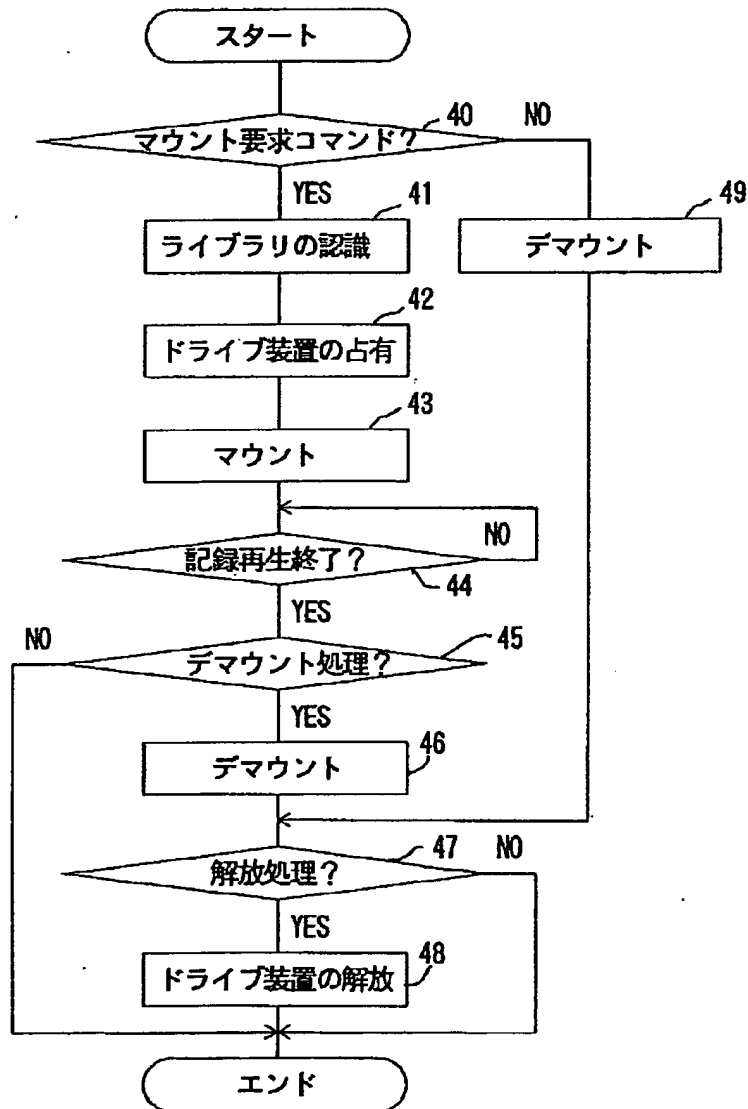 スタート
40
NO
マウント要求コマンド?
YES
41
49
ライブラリの認識
デマウント
42
ドライブ装置の占有
43
マウント
NO
記録再生終了?
44
YES
NO
45
デマウント処理?
YES
46
デマウント
47
NO
解放処理?
YES
48
ドライブ装置の解放
エンド